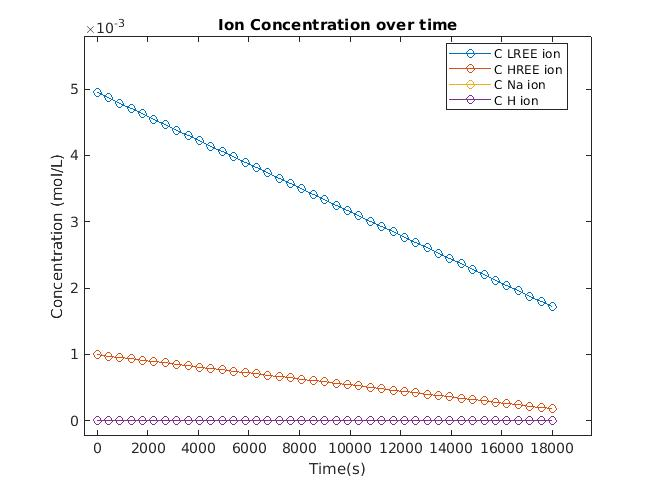 Ion Concentration over time
×10⁻³
C LREE ion
C HREE ion
C Na ion
C H ion
5
4
3
2
1
0
Concentration (mol/L)
0 2000 4000 6000 8000 10000 12000 14000 16000 18000
Time(s)